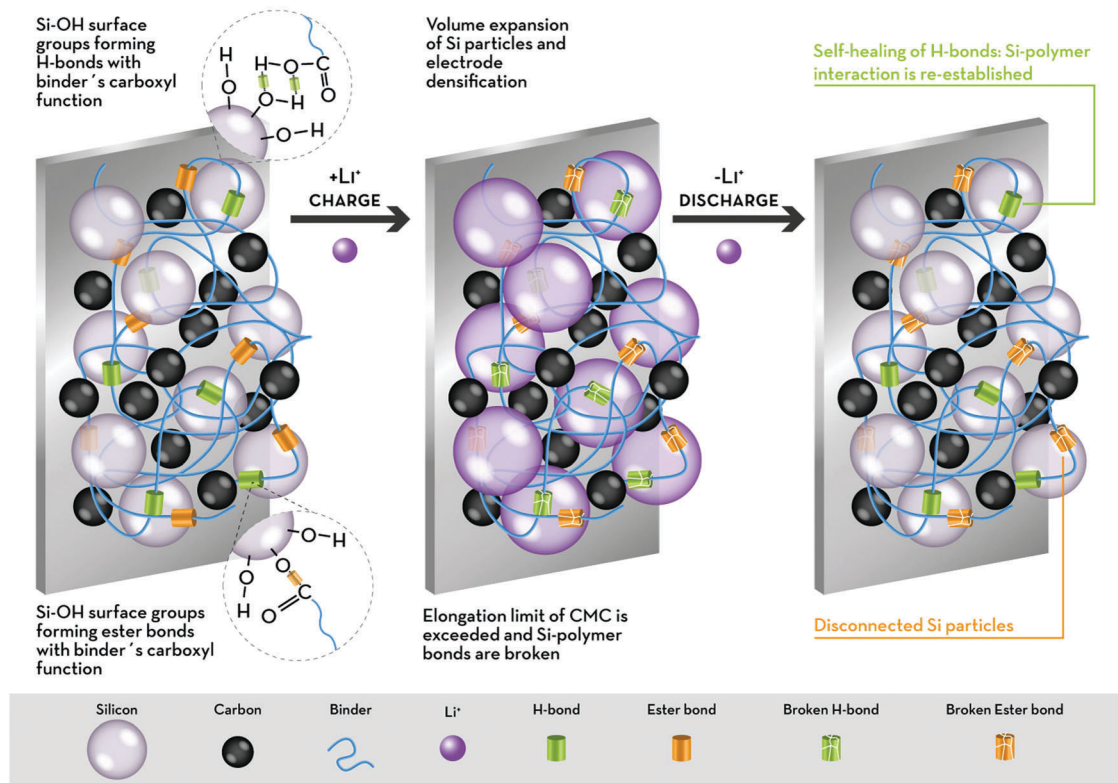 Si-OH surface
groups forming
H-bonds with
binder´s carboxyl
function
H
O
H
O
C
O
O
H
O
H
Volume expansion
of Si particles and
electrode
densification
Self-healing of H-bonds: Si-polymer
interaction is re-established
+Li⁺
CHARGE
-Li⁺
DISCHARGE
O
H
O
O
H
C
O
Si-OH surface groups
forming ester bonds
with binder´s carboxyl
function
Elongation limit of CMC is
exceeded and Si-polymer
bonds are broken
Disconnected Si particles
Silicon
Carbon
Binder
Li⁺
H-bond
Ester bond
Broken H-bond
Broken Ester bond